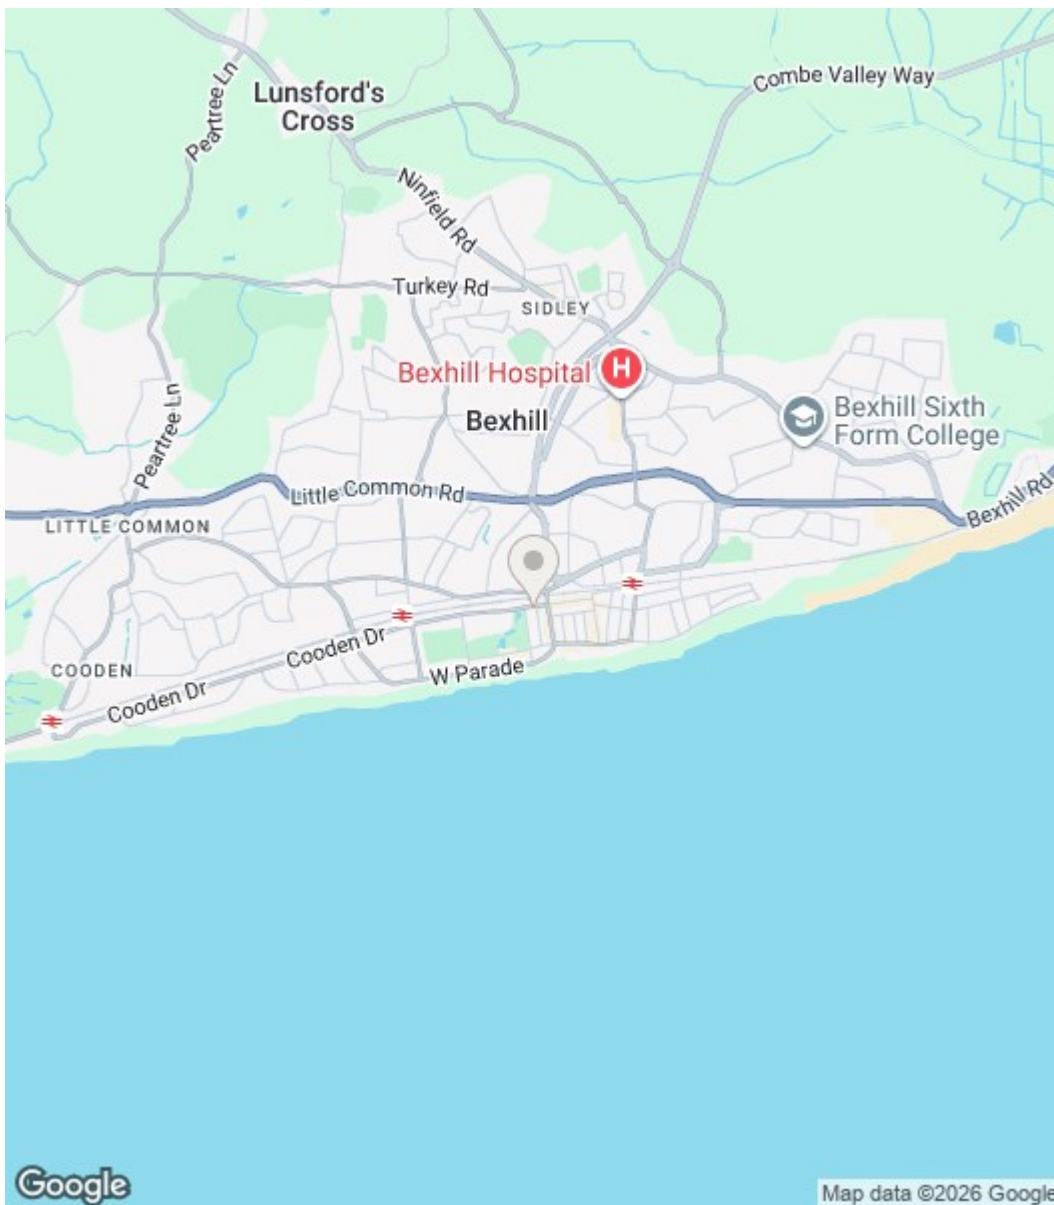 Combe Valley Way
Lunsford's
Cross
Peartree Ln
Ninfield Rd
Turkey Rd
SIDLEY
Bexhill Hospital
H
Bexhill
Bexhill Sixth
Form College
Peartree Ln
Little Common Rd
Bexhill Rd
LITTLE COMMON
Cooden Dr
COODEN
W Parade
Cooden Dr
Google
Map data ©2026 Google